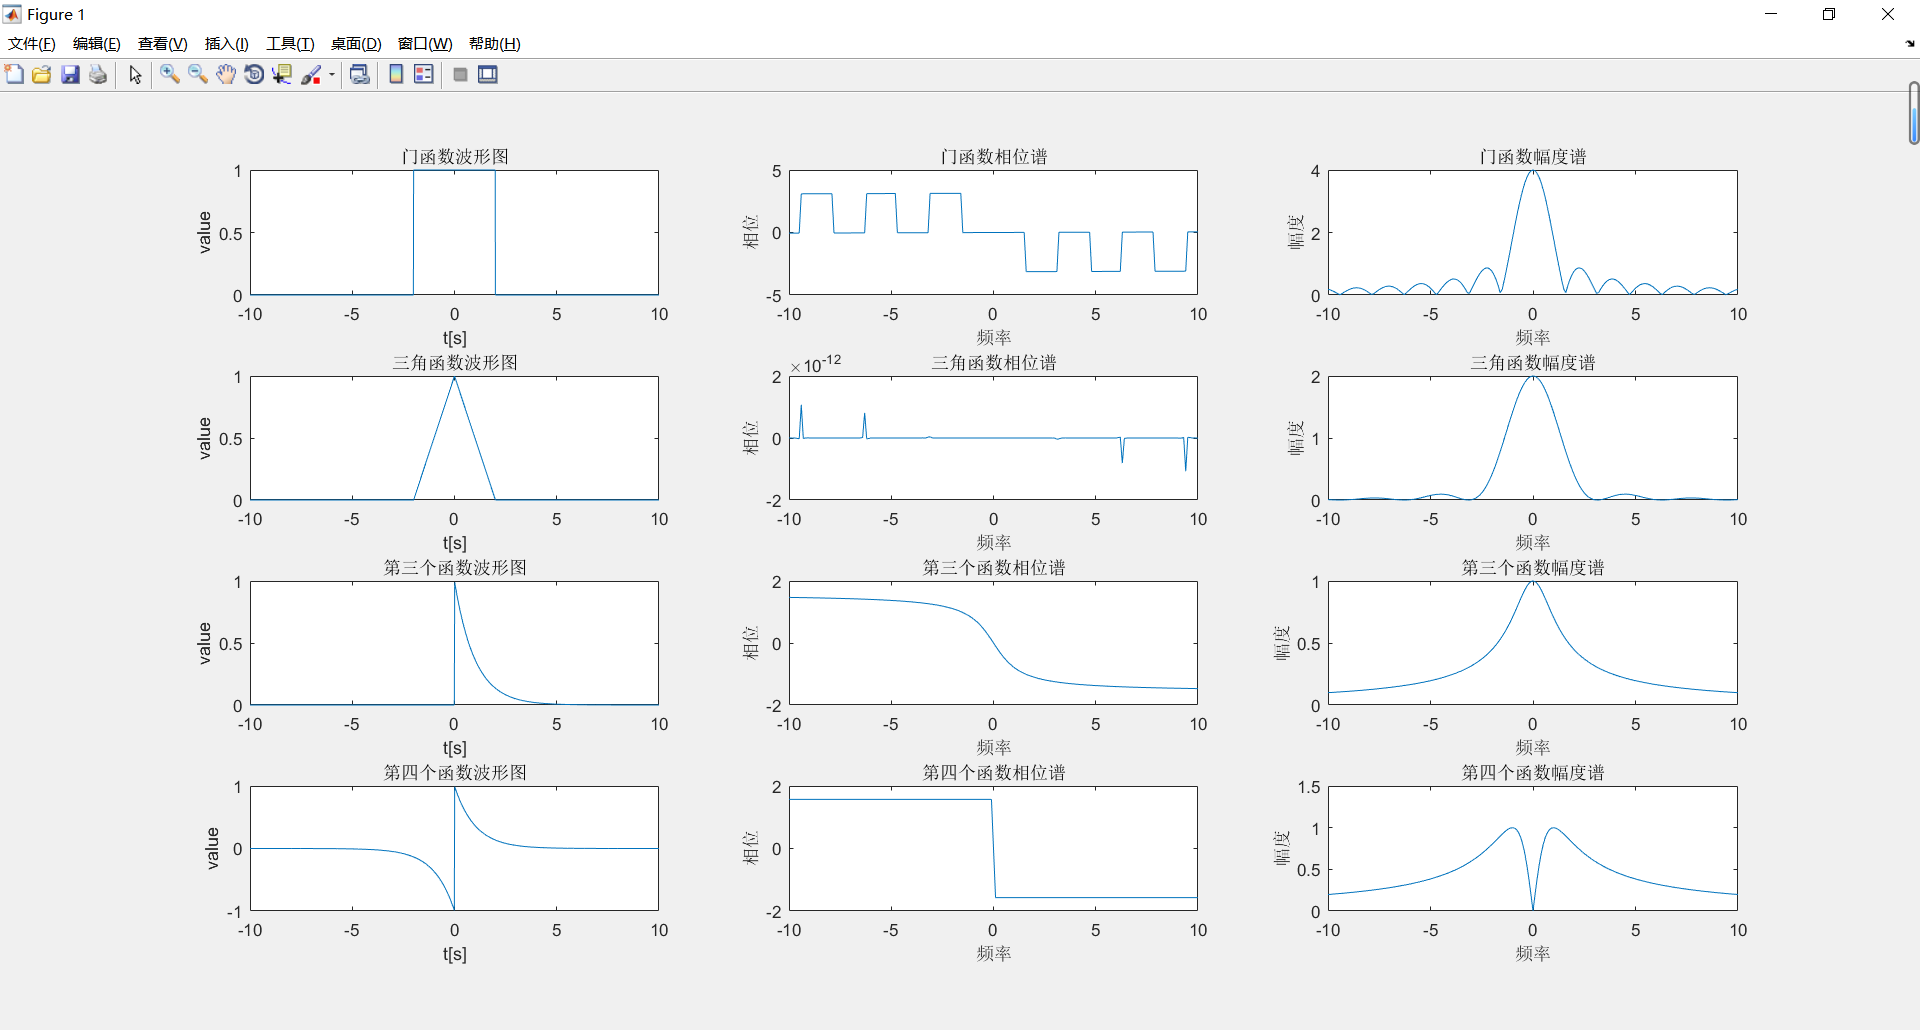 Figure 1
文件(F) 编辑(E) 查看(V) 插入(I) 工具(T) 桌面(D) 窗口(W) 帮助(H)
门函数波形图
value
1
0.5
0
-10 -5 0 5 10
t[s]
门函数相位谱
相位
5
0
-5
-10 -5 0 5 10
频率
门函数幅度谱
幅度
4
2
0
-10 -5 0 5 10
频率
三角函数波形图
value
1
0.5
0
-10 -5 0 5 10
t[s]
×10-12 三角函数相位谱
相位
2
0
-2
-10 -5 0 5 10
频率
三角函数幅度谱
幅度
2
1
0
-10 -5 0 5 10
频率
第三个函数波形图
value
1
0.5
0
-10 -5 0 5 10
t[s]
第三个函数相位谱
相位
2
0
-2
-10 -5 0 5 10
频率
第三个函数幅度谱
幅度
1
0.5
0
-10 -5 0 5 10
频率
第四个函数波形图
value
1
0
-1
-10 -5 0 5 10
t[s]
第四个函数相位谱
相位
2
0
-2
-10 -5 0 5 10
频率
第四个函数幅度谱
幅度
1.5
1
0.5
0
-10 -5 0 5 10
频率